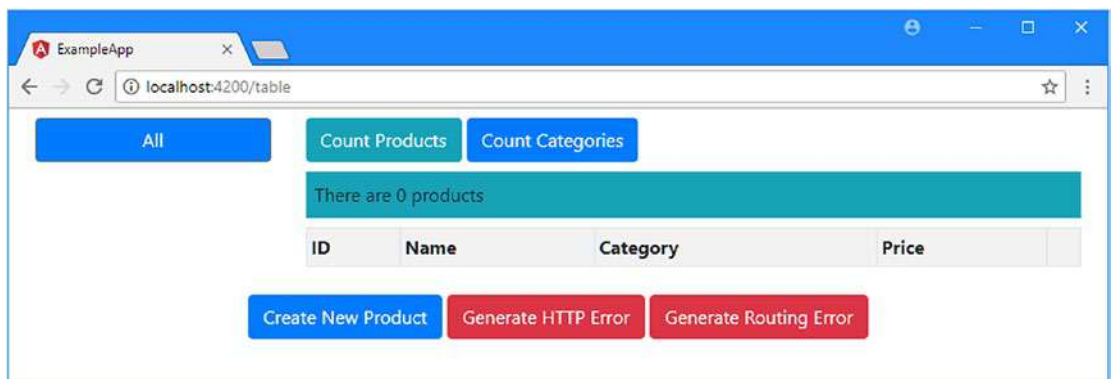 ExampleApp
localhost:4200/table
All
Count Products Count Categories
There are 0 products
ID Name Category Price
Create New Product Generate HTTP Error Generate Routing Error